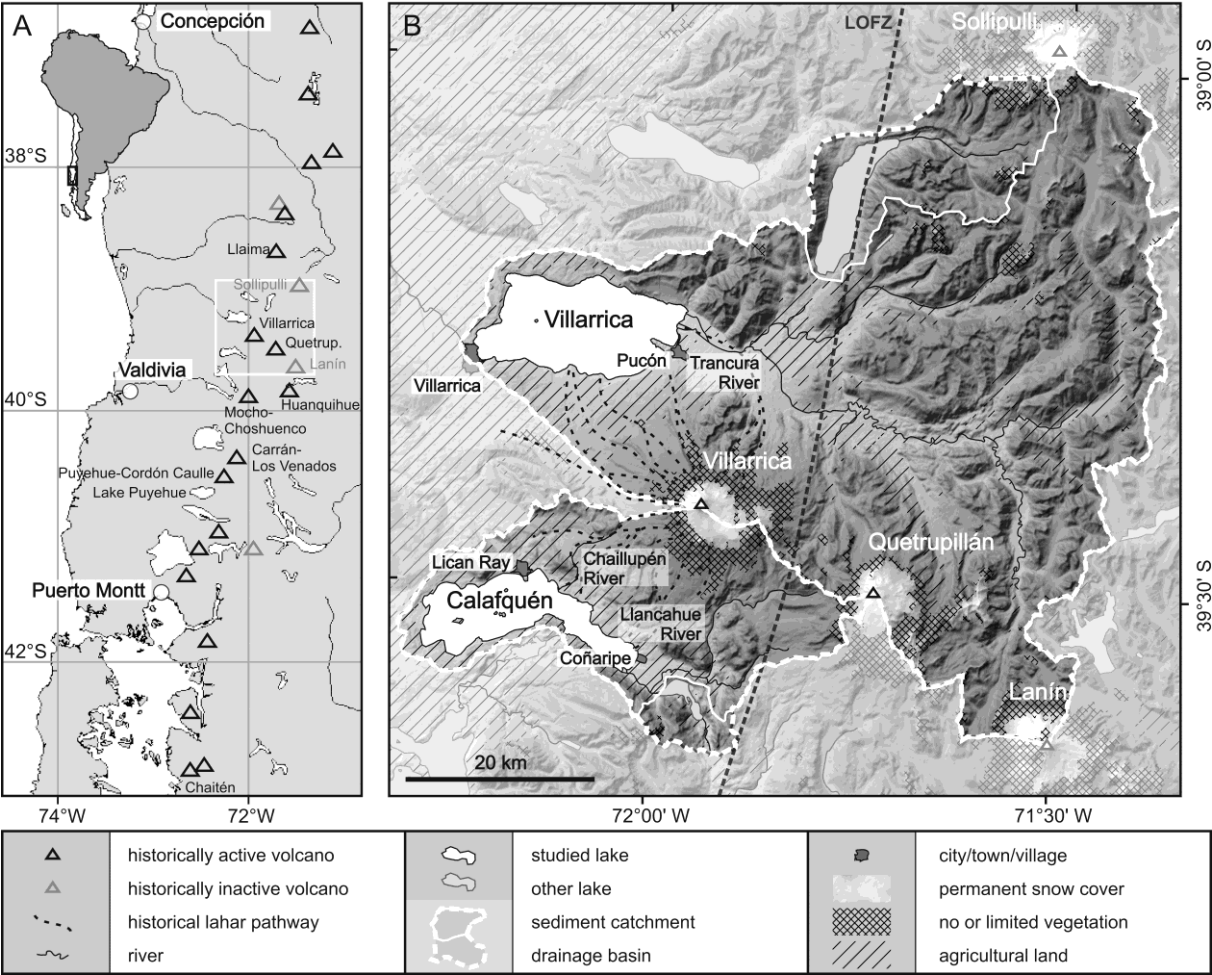 A
Concepción
38°S
Llaima
Sollipulli
Villarrica
Quetrup.
Lanín
Valdivia
40°S
Huanquihue
Mocho-
Choshuenco
Carrán-
Los Venados
Puyehue-Cordón Caulle
Lake Puyehue
Puerto Montt
42°S
Chaitén
74°W
72°W
B
LOFZ
Sollipulli
39°00' S
Villarrica
Pucón
Trancura
River
Villarrica
Villarrica
Quetrupillán
Lican Ray
Chaillupén
River
Calafquén
Llancahue
River
39°30' S
Coñaripe
Lanín
20 km
72°00' W
71°30' W
historically active volcano
historically inactive volcano
historical lahar pathway
river
studied lake
other lake
sediment catchment
drainage basin
city/town/village
permanent snow cover
no or limited vegetation
agricultural land